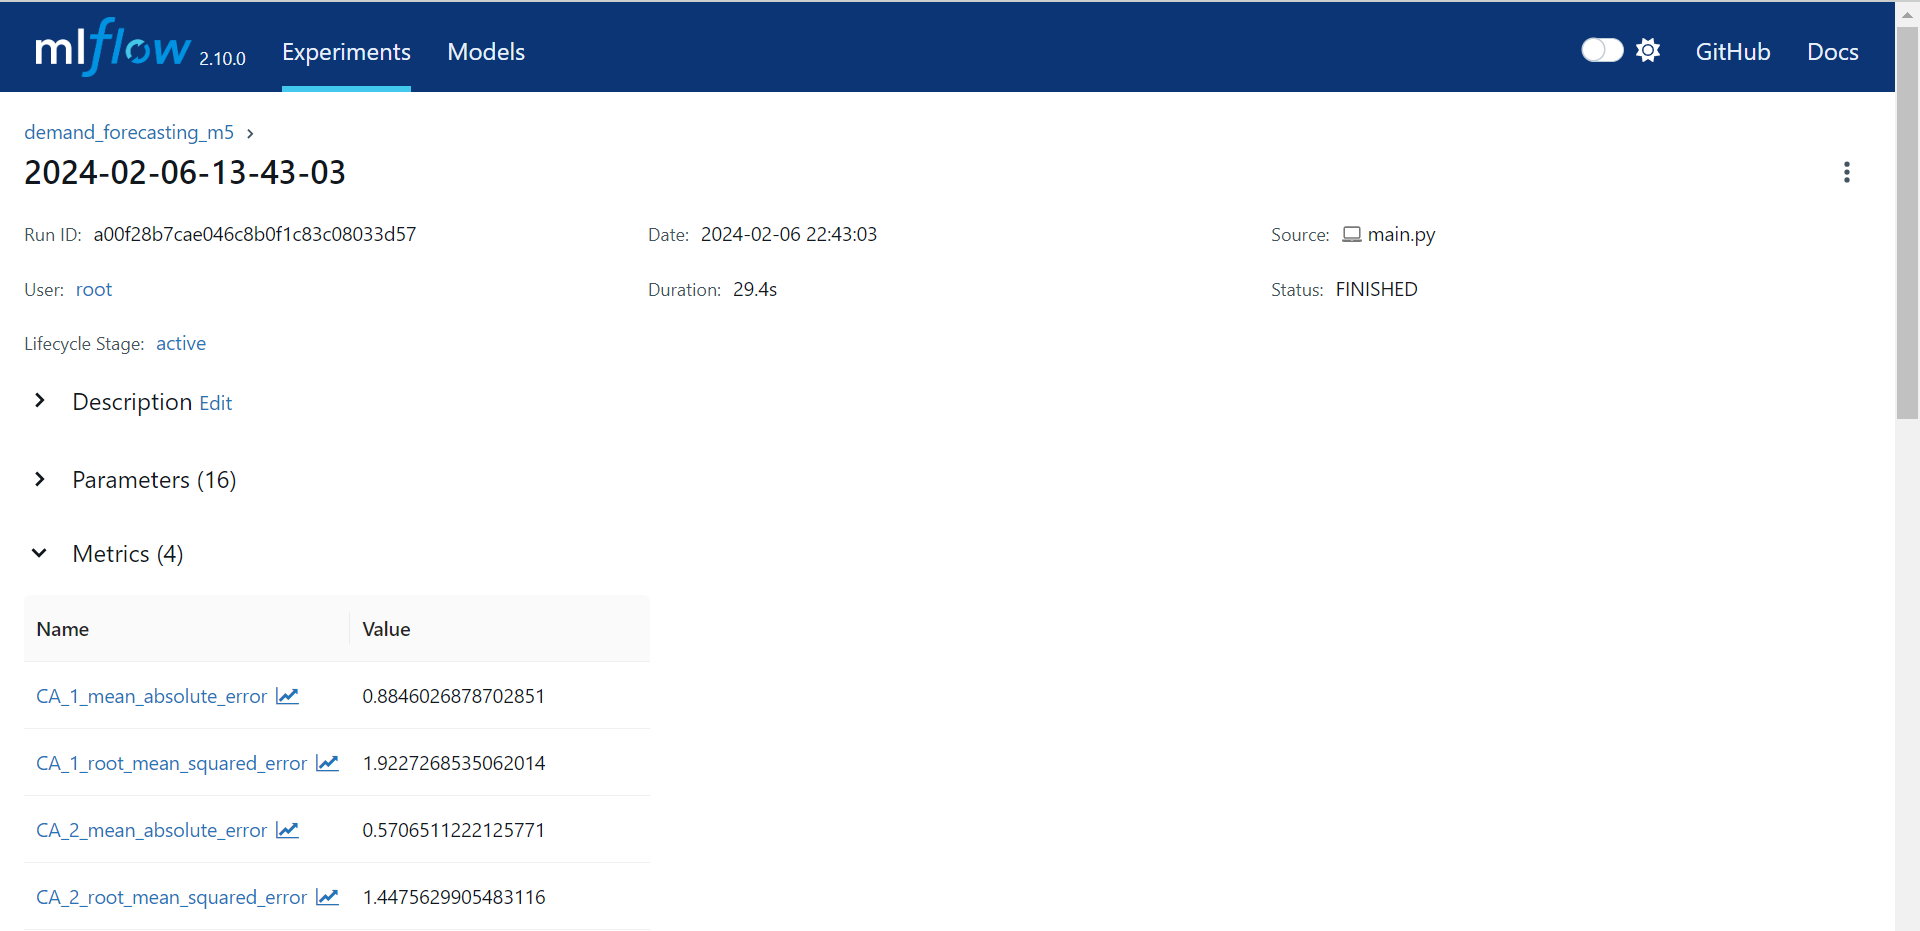 mlflow 2.10.0 Experiments Models GitHub Docs
demand_forecasting_m5
2024-02-06-13-43-03
Run ID: a00f28b7cae046c8b0f1c83c08033d57 Date: 2024-02-06 22:43:03 Source: main.py
User: root Duration: 29.4s Status: FINISHED
Lifecycle Stage: active
Description Edit
Parameters (16)
Metrics (4)
Name Value
CA_1_mean_absolute_error 0.8846026878702851
CA_1_root_mean_squared_error 1.9227268535062014
CA_2_mean_absolute_error 0.5706511222125771
CA_2_root_mean_squared_error 1.4475629905483116